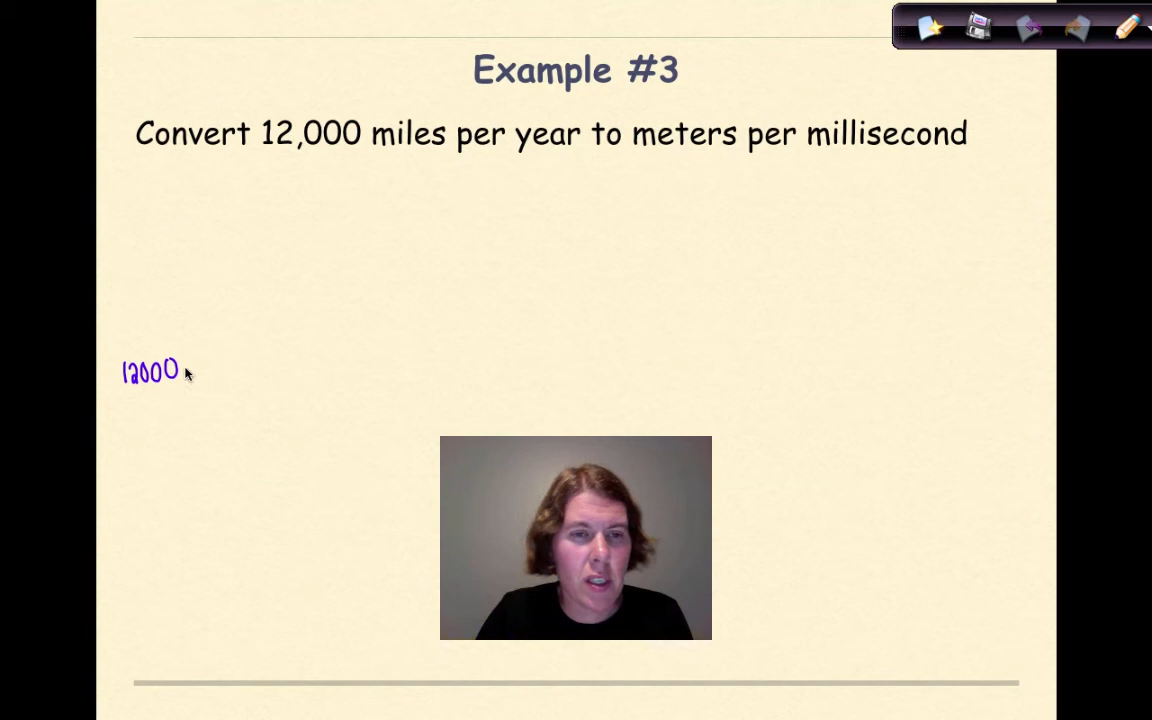 Example #3
Convert 12,000 miles per year to meters per millisecond
12000